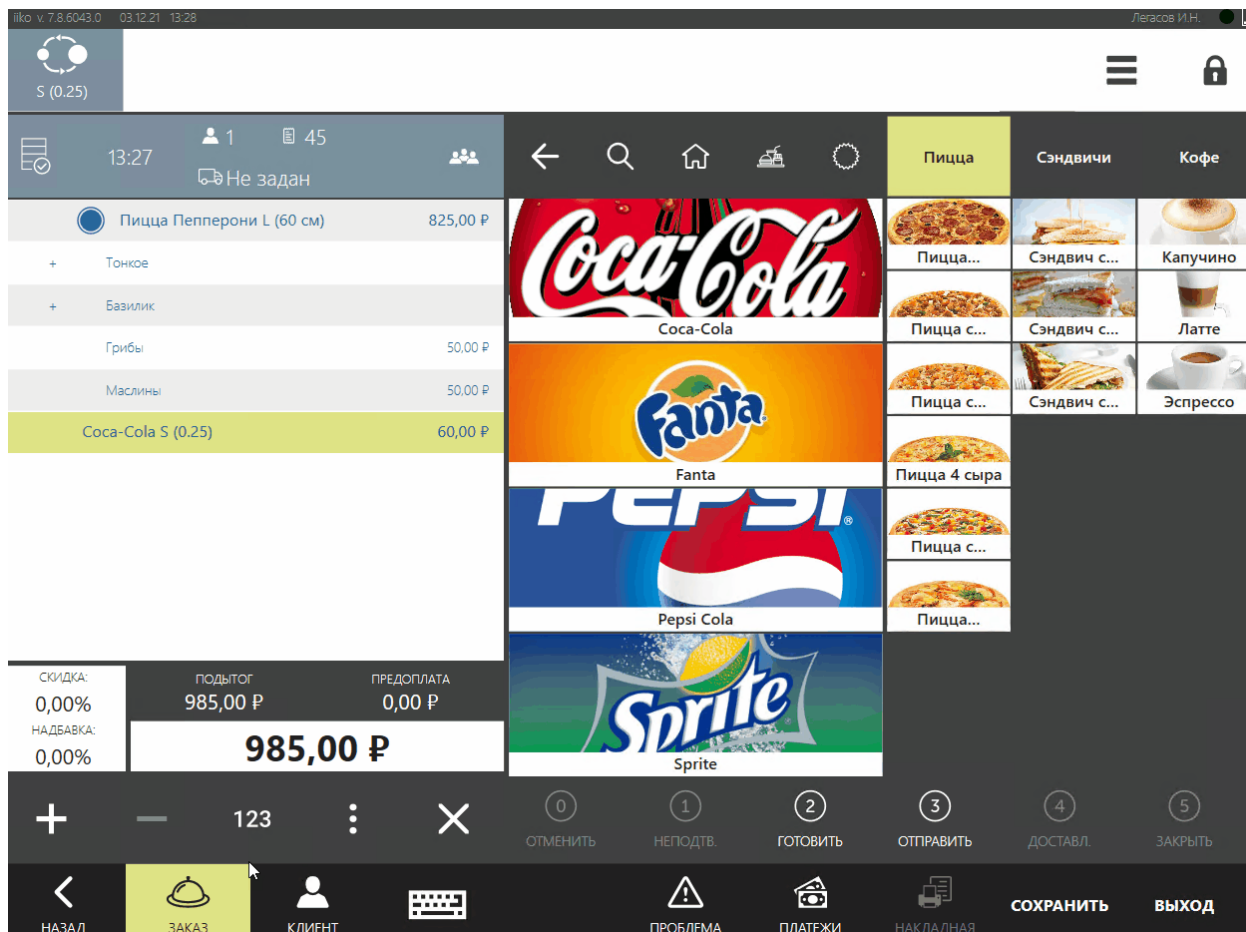 iiko v. 7.8.6043.0 03.12.21 13:28 Легасов И.Н.
S (0.25)
13:27 1 45
Не задан
Пицца Сэндвичи Кофе
Пицца Пепперони L (60 см) 825,00 ₽
+ Тонкое
+ Базилик
Грибы 50,00 ₽
Маслины 50,00 ₽
Coca-Cola S (0.25) 60,00 ₽
СКИДКА:
0,00%
НАДБАВКА:
0,00%
ПОДЫТОГ
985,00 ₽
ПРЕДОПЛАТА
0,00 ₽
985,00 ₽
Coca-Cola
Coca-Cola
Fanta
Fanta
PEPSI®
Pepsi Cola
Sprite
Sprite
Пицца... Сэндвич с... Капучино
Пицца с... Сэндвич с... Латте
Пицца с... Сэндвич с... Эспрессо
Пицца 4 сыра
Пицца с...
Пицца...
123
0 1 2 3 4 5
ОТМЕНИТЬ НЕПОДТВ. ГОТОВИТЬ ОТПРАВИТЬ ДОСТАВЛ. ЗАКРЫТЬ
НАЗАД ЗАКАЗ КЛИЕНТ ПРОБЛЕМА ПЛАТЕЖИ НАКЛАДНАЯ СОХРАНИТЬ ВЫХОД